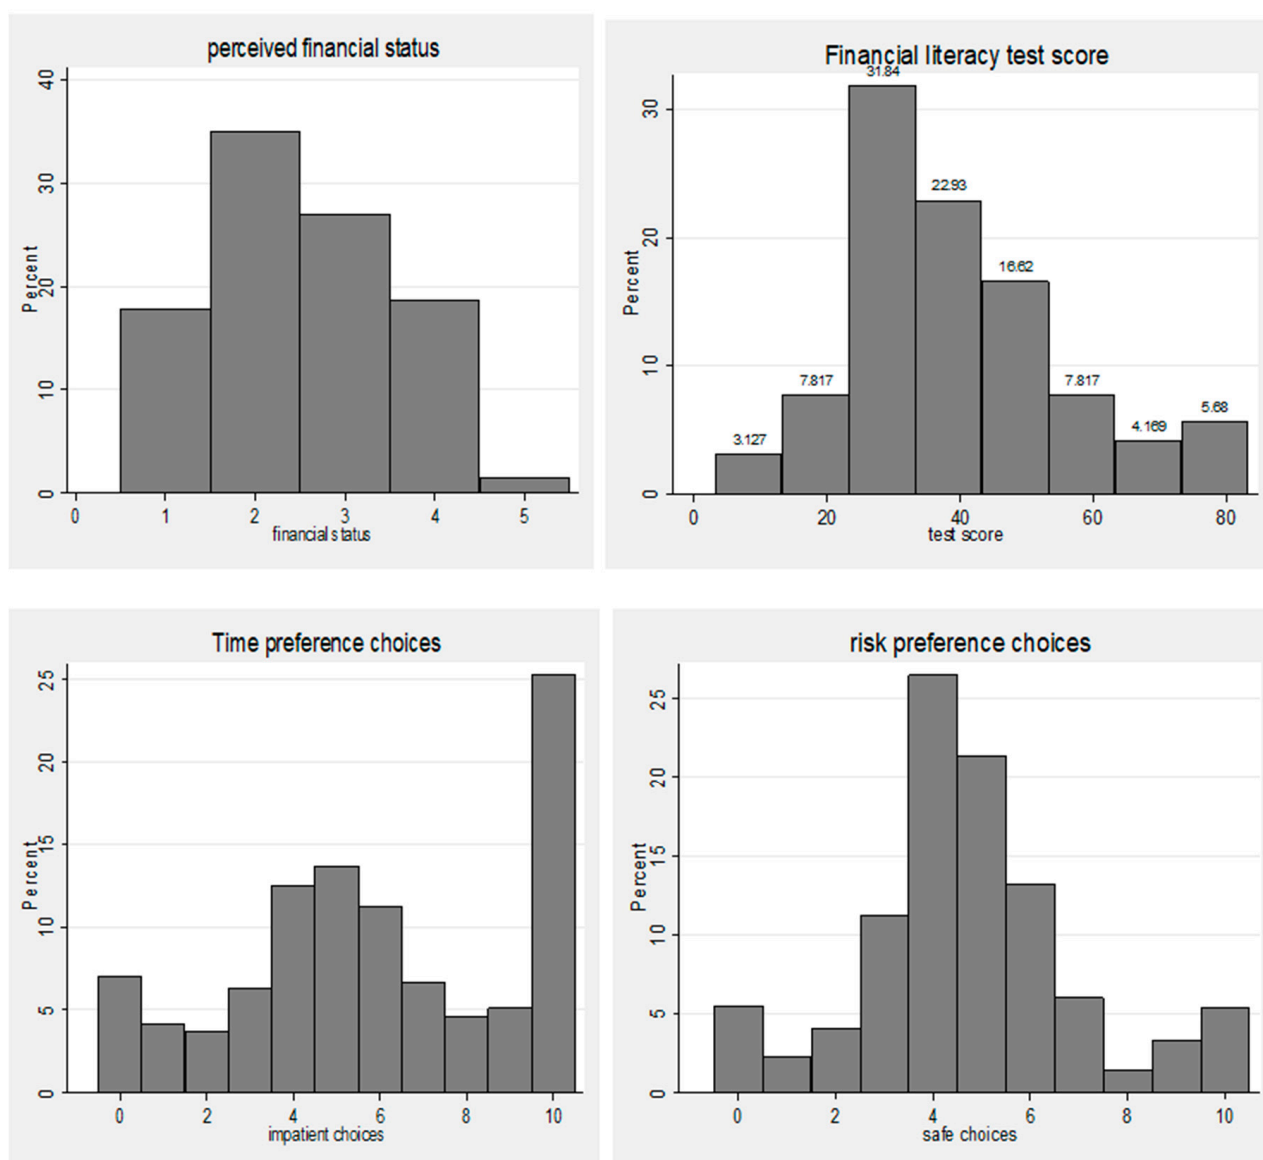 perceived financial status
40
30
20
10
0
Percent
0 1 2 3 4 5
financial status
Financial literacy test score
30
20
10
0
Percent
3.127
7.817
31.84
22.93
16.62
7.817
4.169
5.68
0 20 40 60 80
test score
Time preference choices
25
20
15
10
5
0
Percent
0 2 4 6 8 10
impatient choices
risk preference choices
25
20
15
10
5
0
Percent
0 2 4 6 8 10
safe choices